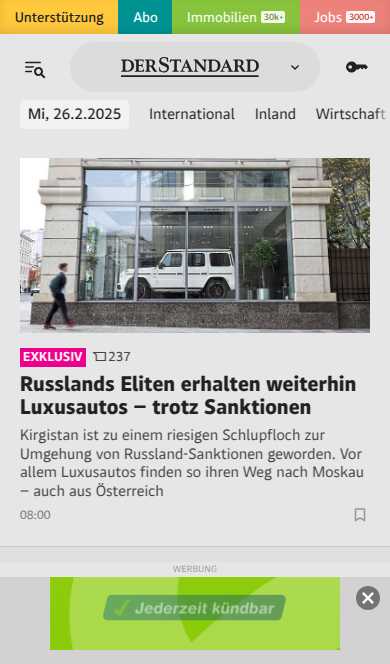 Unterstützung Abo Immobilien 30k+ Jobs 3000+
DERSTANDARD
Mi, 26.2.2025 International Inland Wirtschaft
EXKLUSIV 237
Russlands Eliten erhalten weiterhin
Luxusautos – trotz Sanktionen
Kirgistan ist zu einem riesigen Schlupfloch zur
Umgehung von Russland-Sanktionen geworden. Vor
allem Luxusautos finden so ihren Weg nach Moskau
– auch aus Österreich
08:00
WERBUNG
Jederzeit kündbar